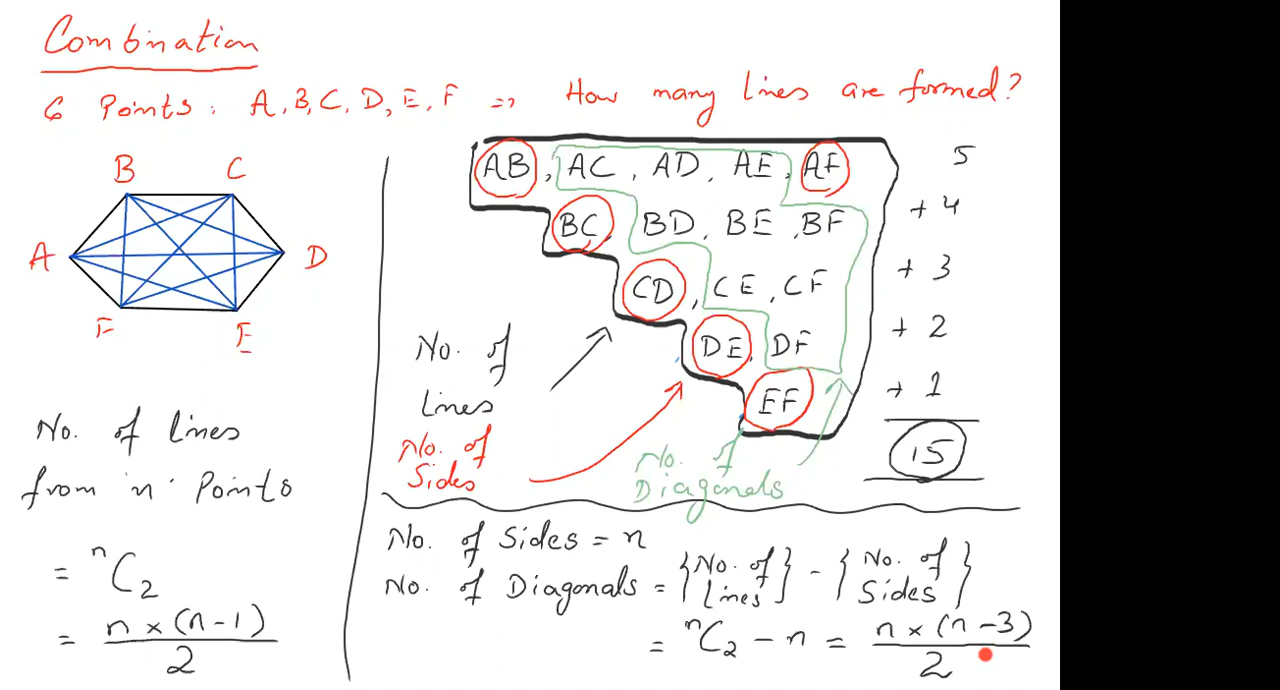 Combination
6 Points: A, B, C, D, E, F => How many lines are formed?
B C
A D
F E
No. of lines
from 'n' Points
= ⁿC₂
= n × (n - 1) / 2
AB, AC, AD, AE, AF 5
BC, BD, BE, BF + 4
CD, CE, CF + 3
DE, DF + 2
EF + 1
15
No. of
Lines
No. of
Sides
No. of
Diagonals
No. of Sides = n
No. of Diagonals = {No. of Lines} - {No. of Sides}
= ⁿC₂ - n = n × (n - 3) / 2